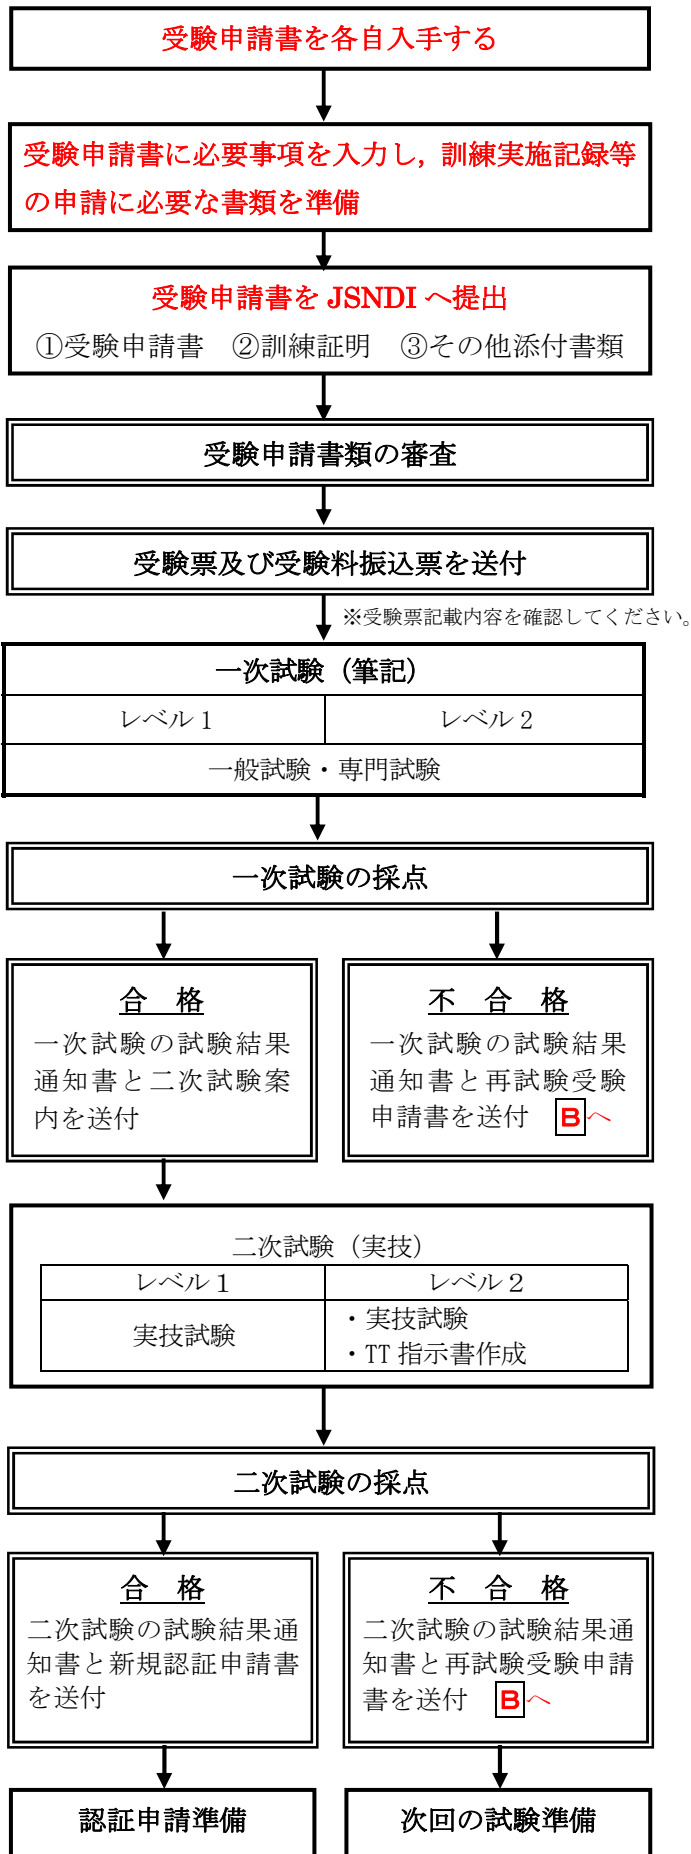 受験申請書を各自入手する
受験申請書に必要事項を入力し，訓練実施記録等
の申請に必要な書類を準備
受験申請書を JSNDI へ提出
①受験申請書　②訓練証明　③その他添付書類
受験申請書類の審査
受験票及び受験料振込票を送付
※受験票記載内容を確認してください。
一次試験（筆記）
レベル 1　レベル 2
一般試験・専門試験
一次試験の採点
合　格
一次試験の試験結果
通知書と二次試験案
内を送付
不　合　格
一次試験の試験結果
通知書と再試験受験
申請書を送付　Bへ
二次試験（実技）
レベル１　レベル２
実技試験
・実技試験
・TT 指示書作成
二次試験の採点
合　格
二次試験の試験結果通
知書と新規認証申請書
を送付
不　合　格
二次試験の試験結果通
知書と再試験受験申請
書を送付　Bへ
認証申請準備
次回の試験準備